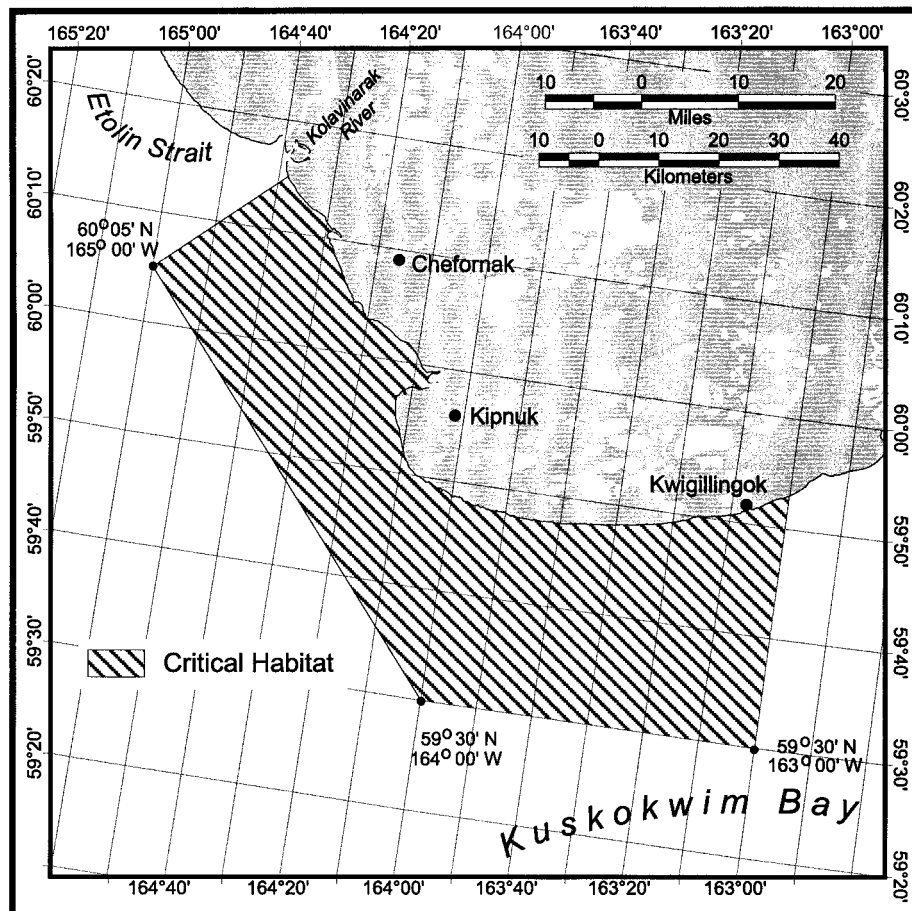 165°20'
165°00'
164°40'
164°20'
164°00'
163°40'
163°20'
163°00'
60°20'
60°10'
60°00'
59°50'
59°40'
59°30'
59°20'
Etolin Strait
Kolavinarak
River
10 0 10 20
Miles
10 0 10 20 30 40
Kilometers
60° 05' N
165° 00' W
Chefornak
Kipnuk
Kwigillingok
Critical Habitat
59° 30' N
164° 00' W
59° 30' N
163° 00' W
Kuskokwim Bay
60°30'
60°20'
60°10'
60°00'
59°50'
59°40'
59°30'
59°20'
164°40'
164°20'
164°00'
163°40'
163°20'
163°00'